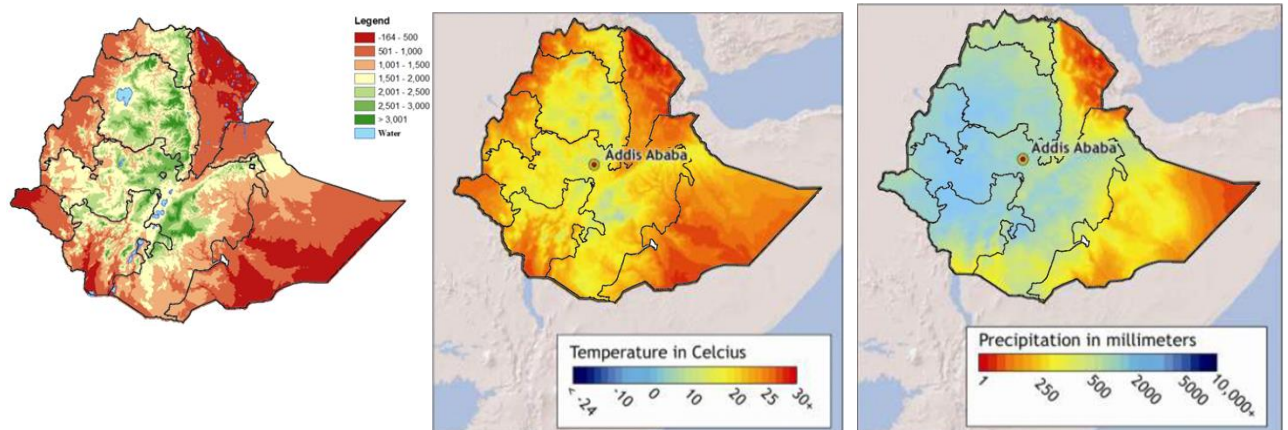 Legend
-164 - 500
501 - 1,000
1,001 - 1,500
1,501 - 2,000
2,001 - 2,500
2,501 - 3,000
> 3,001
Water
Addis Ababa
Temperature in Celcius
< -24 -10 0 10 20 25 30+
Addis Ababa
Precipitation in millimeters
1 250 500 2000 5000 10,000+